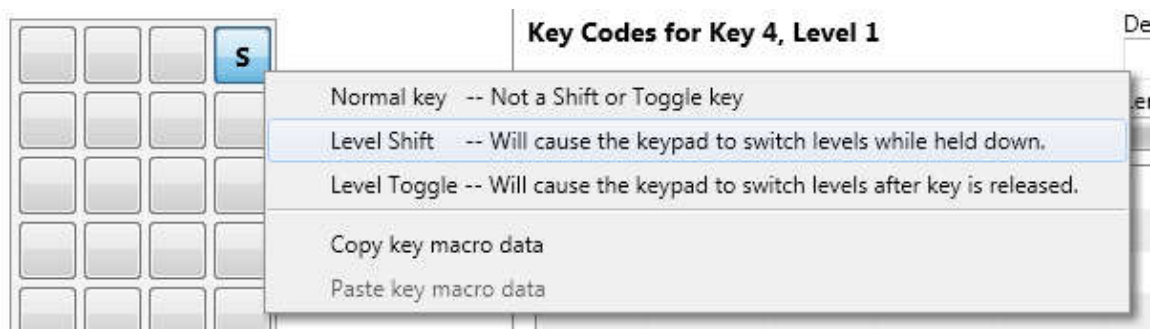 Key Codes for Key 4, Level 1
De
S
Normal key -- Not a Shift or Toggle key
Level Shift -- Will cause the keypad to switch levels while held down.
Level Toggle -- Will cause the keypad to switch levels after key is released.
Copy key macro data
Paste key macro data